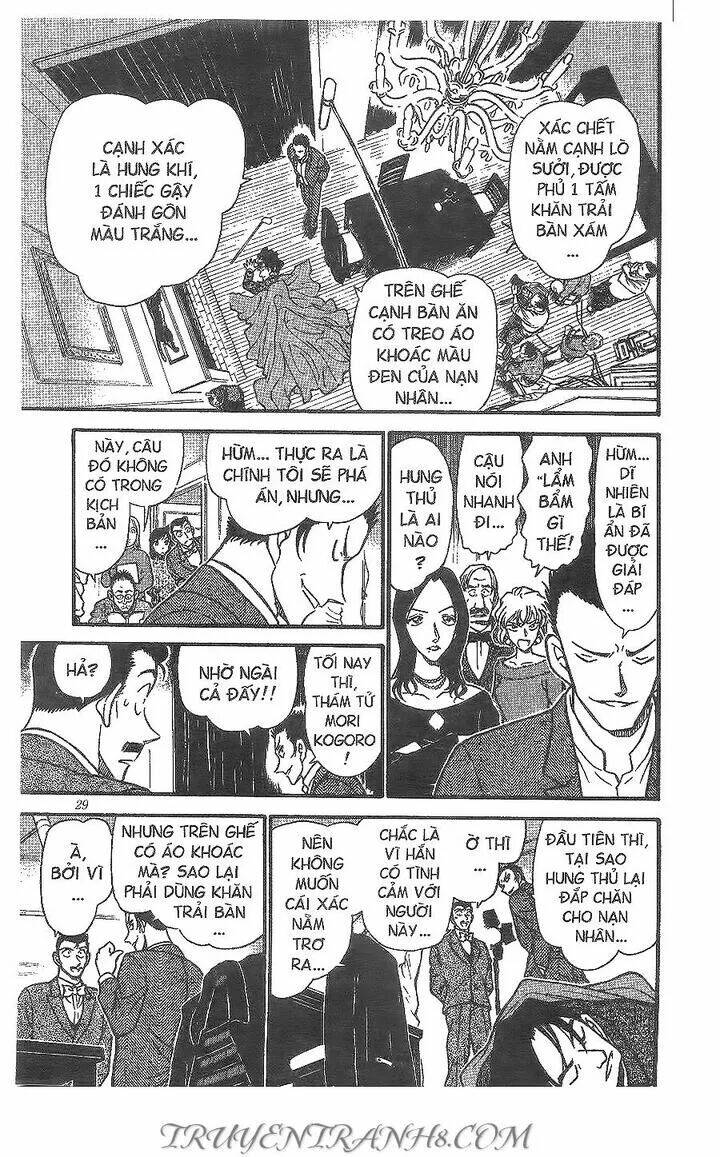 XÁC CHẾT
NẰM CẠNH LÒ
SƯỞI, ĐƯỢC
PHỦ 1 TẤM
KHĂN TRẢI
BÀN XÁM
...
TRÊN GHẾ
CẠNH BÀN ĂN
CÓ TREO ÁO
KHOÁC MÀU
ĐEN CỦA NẠN
NHÂN...
CẠNH XÁC
LÀ HUNG KHÍ,
1 CHIẾC GẬY
ĐÁNH GÔN
MÀU TRẮNG...
HỪM...
DĨ
NHIÊN
LÀ BÍ
ẨN ĐÃ
ĐƯỢC
GIẢI
ĐÁP
...
ANH
"LẨM
BẨM
GÌ
THẾ!
CẬU
NÓI
NHANH
ĐI...
HUNG
THỦ
LÀ AI
NÀO
?
HỪM... THỰC RA LÀ
CHÍNH TÔI SẼ PHÁ
ÁN, NHƯNG...
NÀY, CÂU
ĐÓ KHÔNG
CÓ TRONG
KỊCH
BẢN
...
TỐI NAY
THÌ,
THÁM TỬ
MORI
KOGORO
!
NHỜ NGÀI
CẢ ĐẤY!!
HẢ?
29
ĐẦU TIÊN THÌ,
TẠI SAO
HUNG THỦ LẠI
ĐẮP CHĂN
CHO NẠN
NHÂN...
Ờ THÌ
...
CHẮC LÀ
VÌ HẮN
CÓ TÌNH
CẢM VỚI
NGƯỜI
NÀY...
NÊN
KHÔNG
MUỐN
CÁI XÁC
NẰM
TRƠ
RA...
NHƯNG TRÊN GHẾ
CÓ ÁO KHOÁC
MÀ? SAO LẠI
PHẢI DÙNG KHĂN
TRẢI BÀN
...
À,
BỞI VÌ
...
TRUYENTRANH8.COM